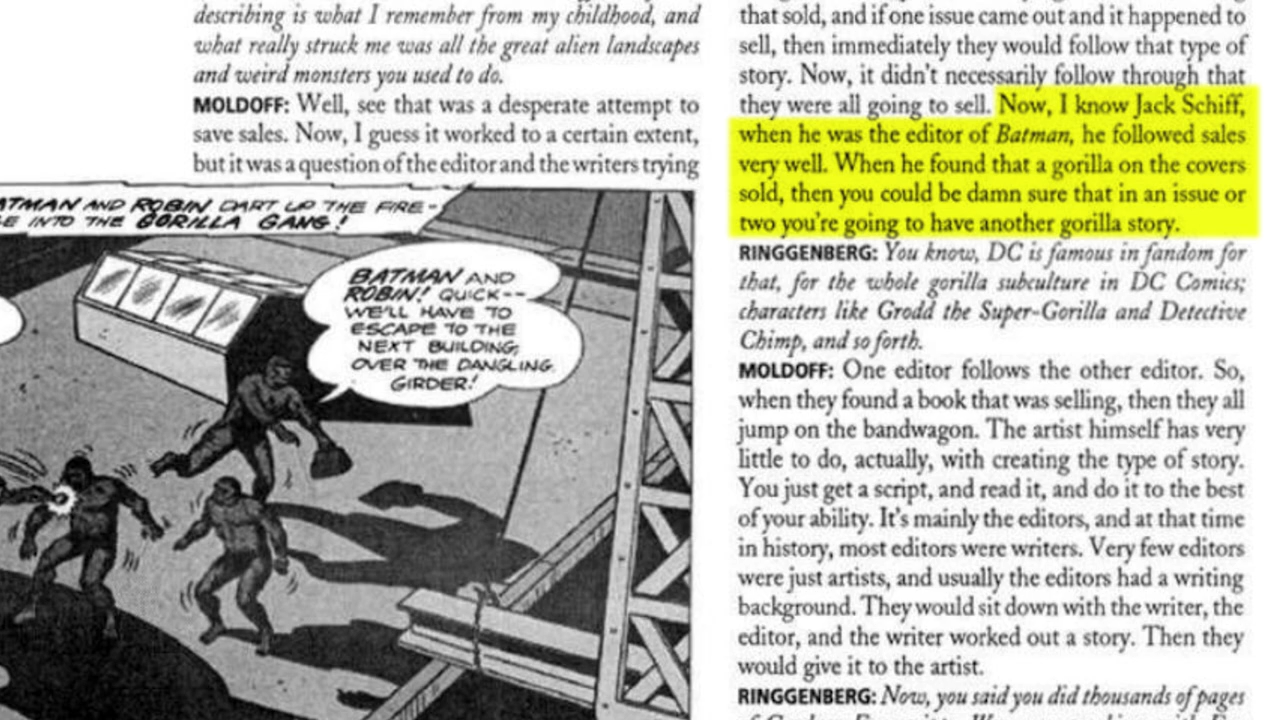 describing is what I remember from my childhood, and
what really struck me was all the great alien landscapes
and weird monsters you used to do.
MOLDOFF: Well, see that was a desperate attempt to
save sales. Now, I guess it worked to a certain extent,
but it was a question of the editor and the writers trying
ATMAN AND ROBIN DART UP THE FIRE-
E INTO THE GORILLA GANG!
BATMAN AND
ROBIN! QUICK--
WE'LL HAVE TO
ESCAPE TO THE
NEXT BUILDING,
OVER THE DANGLING
GIRDER!
that sold, and if one issue came out and it happened to
sell, then immediately they would follow that type of
story. Now, it didn't necessarily follow through that
they were all going to sell. Now, I know Jack Schiff,
when he was the editor of Batman, he followed sales
very well. When he found that a gorilla on the covers
sold, then you could be damn sure that in an issue or
two you're going to have another gorilla story.
RINGGENBERG: You know, DC is famous in fandom for
that, for the whole gorilla subculture in DC Comics;
characters like Grodd the Super-Gorilla and Detective
Chimp, and so forth.
MOLDOFF: One editor follows the other editor. So,
when they found a book that was selling, then they all
jump on the bandwagon. The artist himself has very
little to do, actually, with creating the type of story.
You just get a script, and read it, and do it to the best
of your ability. It's mainly the editors, and at that time
in history, most editors were writers. Very few editors
were just artists, and usually the editors had a writing
background. They would sit down with the writer, the
editor, and the writer worked out a story. Then they
would give it to the artist.
RINGGENBERG: Now, you said you did thousands of pages